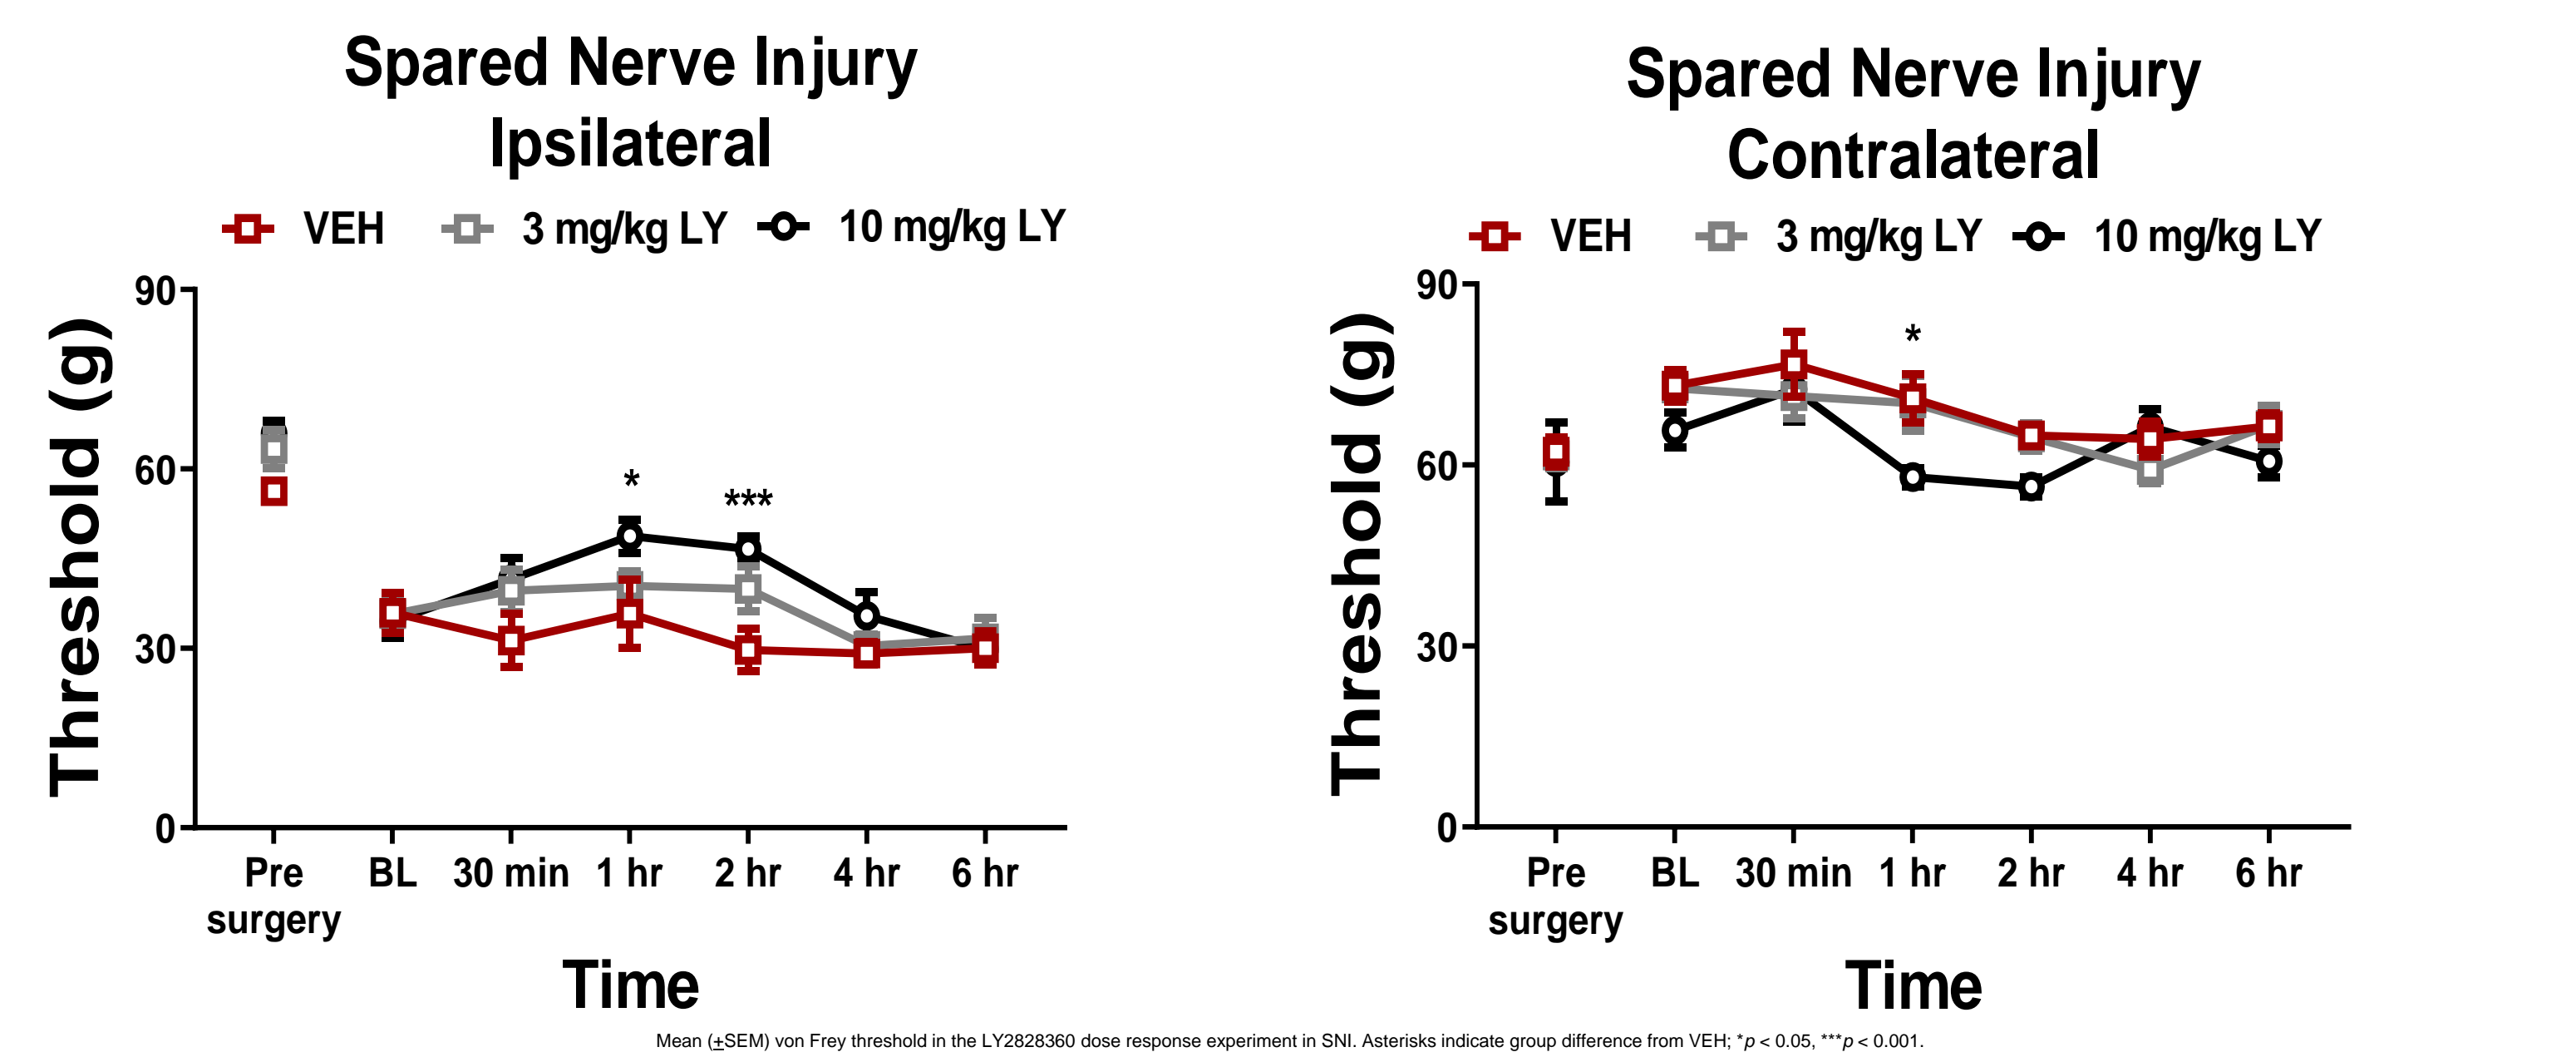 Spared Nerve Injury
Ipsilateral
VEH 3 mg/kg LY 10 mg/kg LY
Threshold (g)
90
60
30
0
*
***
Pre surgery BL 30 min 1 hr 2 hr 4 hr 6 hr
Time
Spared Nerve Injury
Contralateral
VEH 3 mg/kg LY 10 mg/kg LY
Threshold (g)
90
60
30
0
*
Pre surgery BL 30 min 1 hr 2 hr 4 hr 6 hr
Time
Mean (±SEM) von Frey threshold in the LY2828360 dose response experiment in SNI. Asterisks indicate group difference from VEH; *p < 0.05, ***p < 0.001.